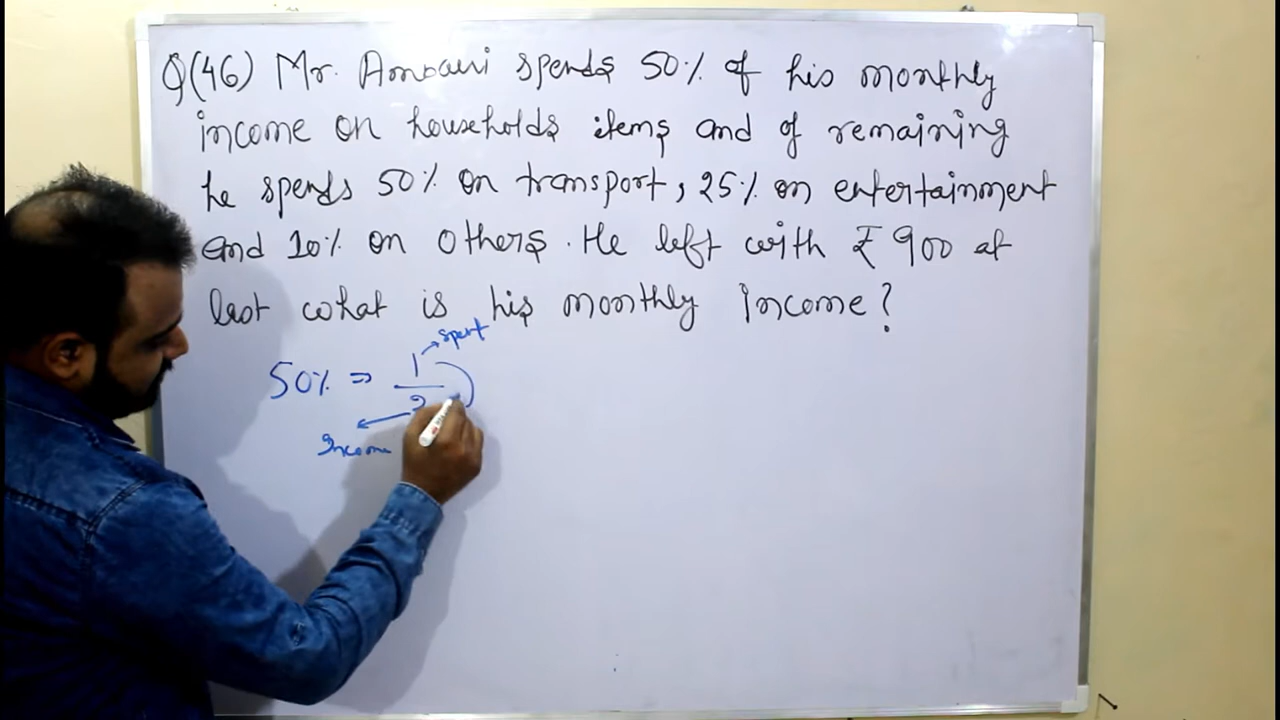 Q(46) Mr. Ambani spends 50% of his monthly
income on households items and of remaining
he spends 50% on transport, 25% on entertainment
and 10% on others. He left with ₹ 900 at
last what is his monthly Income?
50% ⇒ 1/2
spent
Income